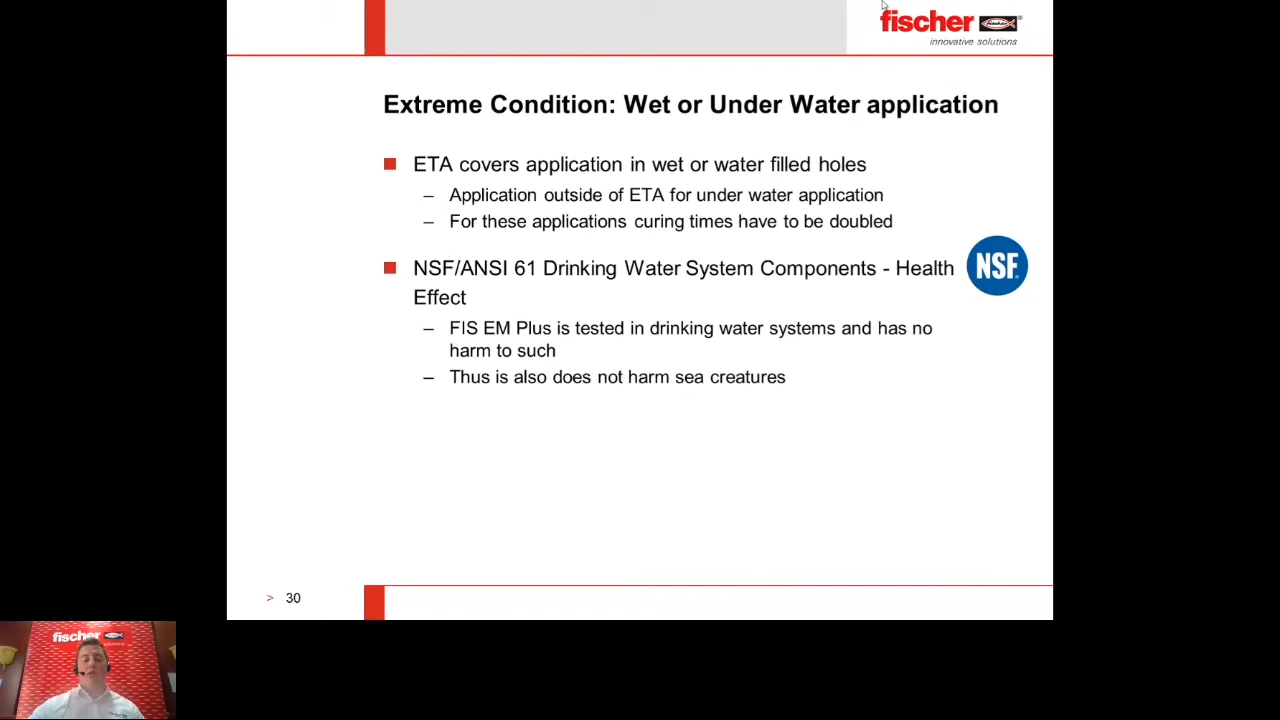 fischer
innovative solutions
Extreme Condition: Wet or Under Water application
ETA covers application in wet or water filled holes
– Application outside of ETA for under water application
– For these applications curing times have to be doubled
NSF/ANSI 61 Drinking Water System Components - Health
Effect
NSF
– FIS EM Plus is tested in drinking water systems and has no
harm to such
– Thus is also does not harm sea creatures
> 30
fischer